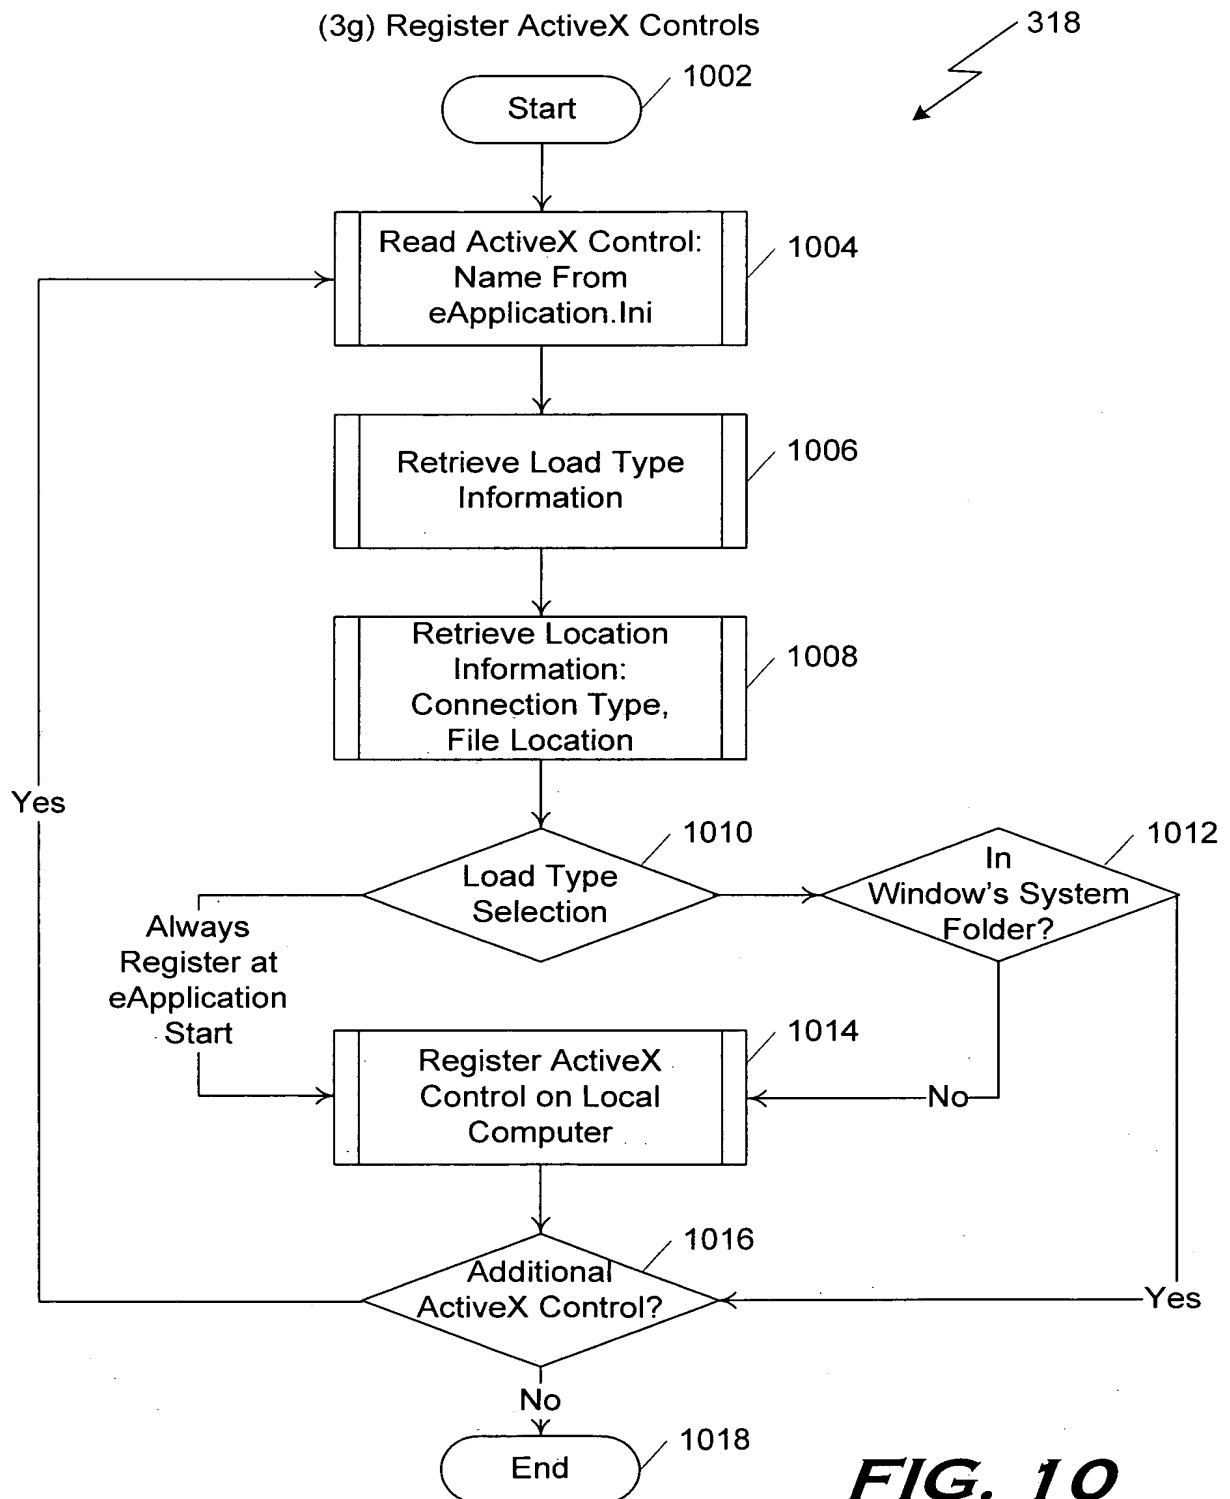 (3g) Register ActiveX Controls
318
1002
Start
Read ActiveX Control:
Name From
eApplication.Ini
1004
Retrieve Load Type
Information
1006
Retrieve Location
Information:
Connection Type,
File Location
1008
Yes
1010
Load Type
Selection
1012
In
Window's System
Folder?
Always
Register at
eApplication
Start
1014
Register ActiveX
Control on Local
Computer
No
1016
Additional
ActiveX Control?
Yes
No
1018
End
FIG. 10